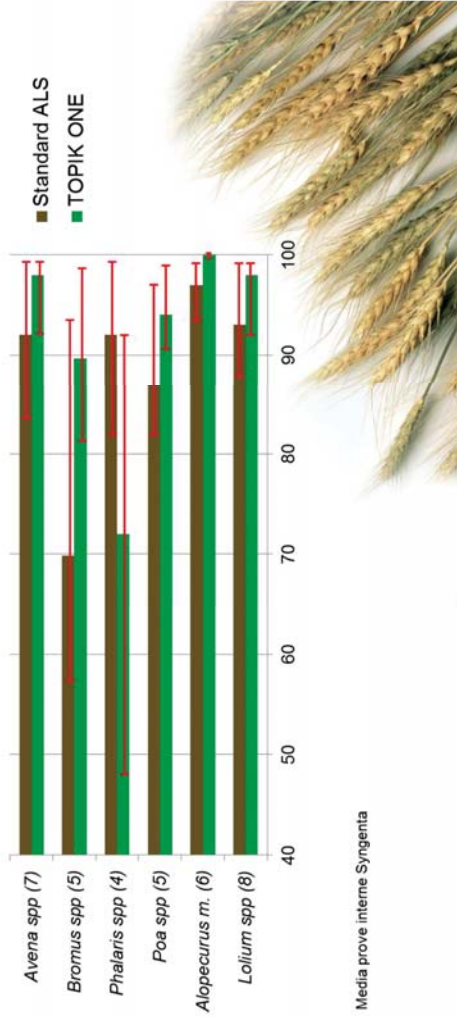 Standard ALS
TOPIK ONE
Avena spp (7)
Bromus spp (5)
Phalaris spp (4)
Poa spp (5)
Alopecurus m. (6)
Lolium spp (8)
40 50 60 70 80 90 100
Media prove interne Syngenta